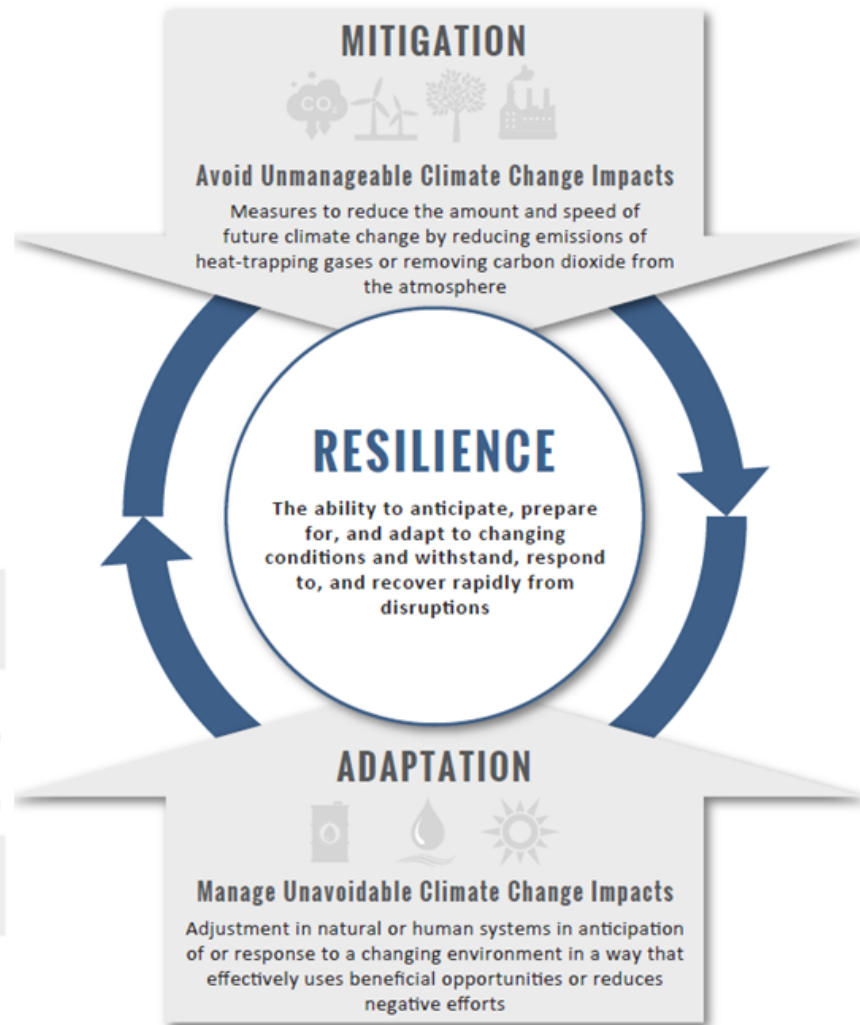 MITIGATION
CO₂
Avoid Unmanageable Climate Change Impacts
Measures to reduce the amount and speed of
future climate change by reducing emissions of
heat-trapping gases or removing carbon dioxide from
the atmosphere
RESILIENCE
The ability to anticipate, prepare
for, and adapt to changing
conditions and withstand, respond
to, and recover rapidly from
disruptions
ADAPTATION
Manage Unavoidable Climate Change Impacts
Adjustment in natural or human systems in anticipation
of or response to a changing environment in a way that
effectively uses beneficial opportunities or reduces
negative efforts